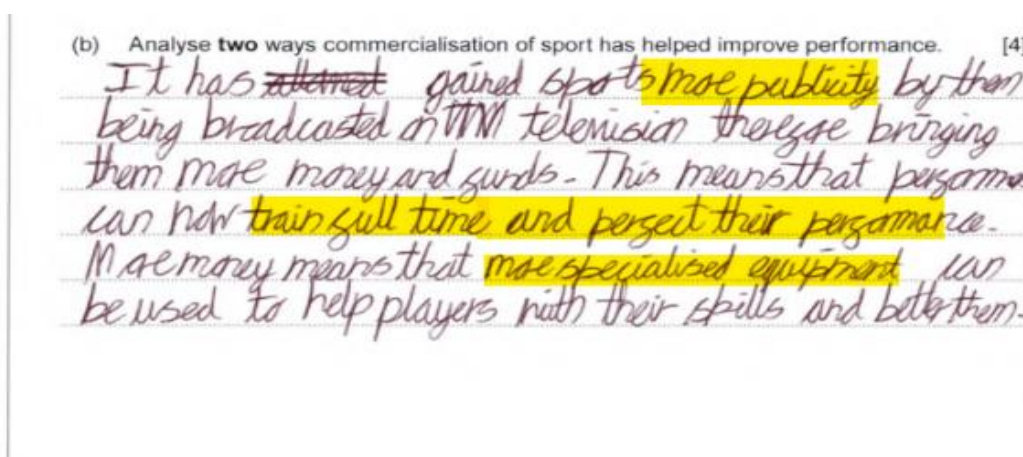 (b) Analyse two ways commercialisation of sport has helped improve performance. [4]
It has allowed gained sports more publicity by them
being broadcasted on television therefore bringing
them more money and funds. This means that performe
can now train full time and perfect their performance.
More money means that more specialised equipment can
be used to help players with their skills and better them.